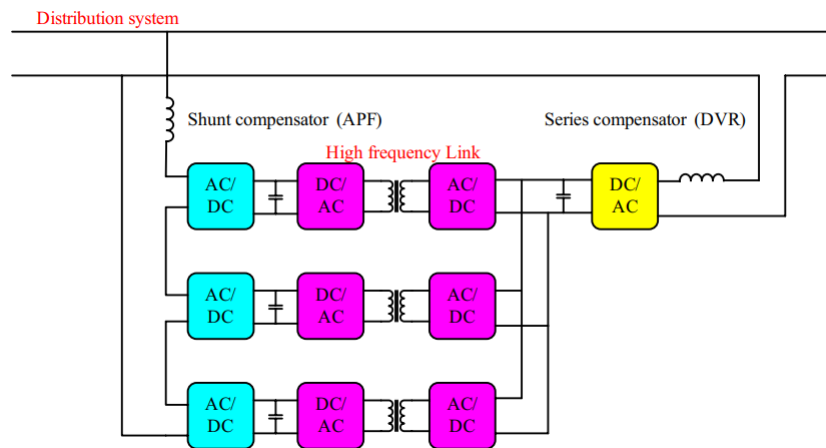 Distribution system
Shunt compensator (APF)
Series compensator (DVR)
High frequency Link
AC/
DC
DC/
AC
AC/
DC
DC/
AC
AC/
DC
DC/
AC
AC/
DC
AC/
DC
DC/
AC
AC/
DC